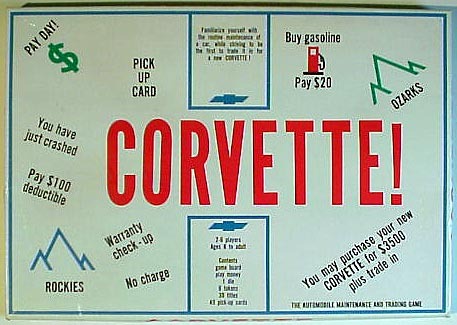 PAY DAY!
$
PICK
UP
CARD
Familiarize yourself with
the routine maintenance of
a car, while striving to be
the first to trade it in for
a new CORVETTE!
Buy gasoline
Pay $20
OZARKS
You have
just crashed
Pay $100
deductible
CORVETTE!
ROCKIES
Warranty
check-up
No charge
2-6 players
Ages 8 to adult
Contents
game board
play money
1 die
6 tokens
30 titles
You may purchase your new
CORVETTE for $3500
plus trade in
THE AUTOMOBILE MAINTENANCE AND TRADING GAME